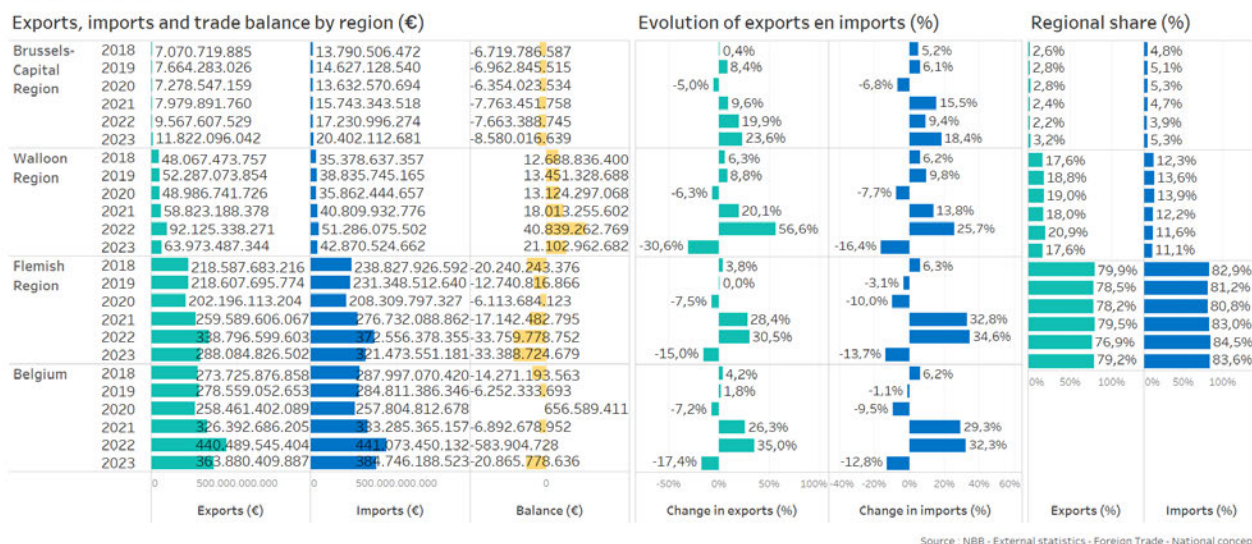 Exports, imports and trade balance by region (€) Evolution of exports en imports (%) Regional share (%)
Brussels- 2018 7.070.719.885 13.790.506.472 -6.719.786.587 0,4% 5,2% 2,6% 4,8%
Capital 2019 7.664.283.026 14.627.128.540 -6.962.845.515 8,4% 6,1% 2,8% 5,1%
Region 2020 7.278.547.159 13.632.570.694 -6.354.023.534 -5,0% -6,8% 2,8% 5,3%
2021 7.979.891.760 15.743.343.518 -7.763.451.758 9,6% 15,5% 2,4% 4,7%
2022 9.567.607.529 17.230.996.274 -7.663.388.745 19,9% 9,4% 2,2% 3,9%
2023 11.822.096.042 20.402.112.681 -8.580.016.639 23,6% 18,4% 3,2% 5,3%
Walloon 2018 48.067.473.757 35.378.637.357 12.688.836.400 6,3% 6,2% 17,6% 12,3%
Region 2019 52.287.073.854 38.835.745.165 13.451.328.688 8,8% 9,8% 18,8% 13,6%
2020 48.986.741.726 35.862.444.657 13.124.297.068 -6,3% -7,7% 19,0% 13,9%
2021 58.823.188.378 40.809.932.776 18.013.255.602 20,1% 13,8% 18,0% 12,2%
2022 92.125.338.271 51.286.075.502 40.839.262.769 56,6% 25,7% 20,9% 11,6%
2023 63.973.487.344 42.870.524.662 21.102.962.682 -30,6% -16,4% 17,6% 11,1%
Flemish 2018 218.587.683.216 238.827.926.592 -20.240.243.376 3,8% 6,3% 79,9% 82,9%
Region 2019 218.607.695.774 231.348.512.640 -12.740.816.866 0,0% -3,1% 78,5% 81,2%
2020 202.196.113.204 208.309.797.327 -6.113.684.123 -7,5% -10,0% 78,2% 80,8%
2021 259.589.606.067 276.732.088.862 -17.142.482.795 28,4% 32,8% 79,5% 83,0%
2022 338.796.599.603 372.556.378.355 -33.759.778.752 30,5% 34,6% 76,9% 84,5%
2023 288.084.826.502 321.473.551.181 -33.388.724.679 -15,0% -13,7% 79,2% 83,6%
Belgium 2018 273.725.876.858 287.997.070.420 -14.271.193.563 4,2% 6,2% 0% 50% 100% 0% 50% 100%
2019 278.559.052.653 284.811.386.346 -6.252.333.693 1,8% -1,1%
2020 258.461.402.089 257.804.812.678 656.589.411 -7,2% -9,5%
2021 326.392.686.205 333.285.365.157 -6.892.678.952 26,3% 29,3%
2022 440.489.545.404 441.073.450.132 -583.904.728 35,0% 32,3%
2023 363.880.409.887 384.746.188.523 -20.865.778.636 -17,4% -12,8%
0 500.000.000.000 0 500.000.000.000 0 -100% 0% 50% 100% -40% -20% 0% 20% 40% 60%
Exports (€) Imports (€) Balance (€) Change in exports (%) Change in imports (%) Exports (%) Imports (%)
Source : NBB - External statistics - Foreign Trade - National concep